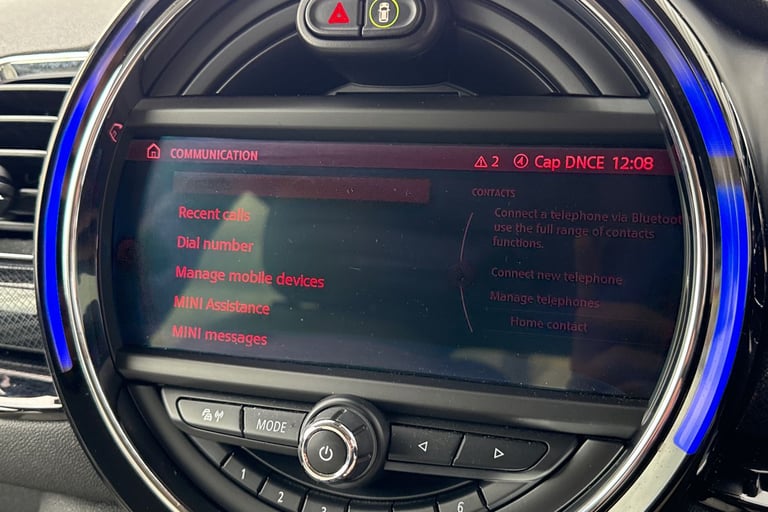 COMMUNICATION
2 Cap DNCE 12:08
Recent calls
Dial number
Manage mobile devices
MINI Assistance
MINI messages
CONTACTS
Connect a telephone via Bluetoot
use the full range of contacts
functions.
Connect new telephone
Manage telephones
Home contact
MODE
1
2
3
6